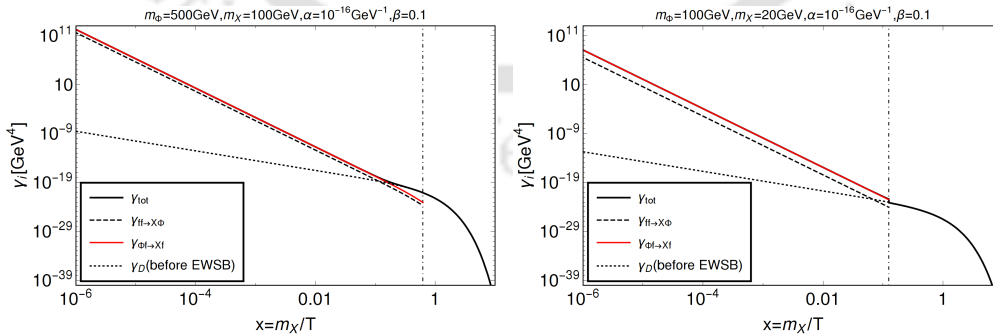 m_Φ=500GeV,m_X=100GeV,α=10^-16GeV^-1,β=0.1
10^11
10
10^-9
10^-19
10^-29
10^-39
γ_i[GeV^4]
γ_tot
γ_ff→XΦ
γ_Φf→Xf
γ_D(before EWSB)
10^-6
10^-4
0.01
1
x=m_X/T
m_Φ=100GeV,m_X=20GeV,α=10^-16GeV^-1,β=0.1
10^11
10
10^-9
10^-19
10^-29
10^-39
γ_i[GeV^4]
γ_tot
γ_ff→XΦ
γ_Φf→Xf
γ_D(before EWSB)
10^-6
10^-4
0.01
1
x=m_X/T